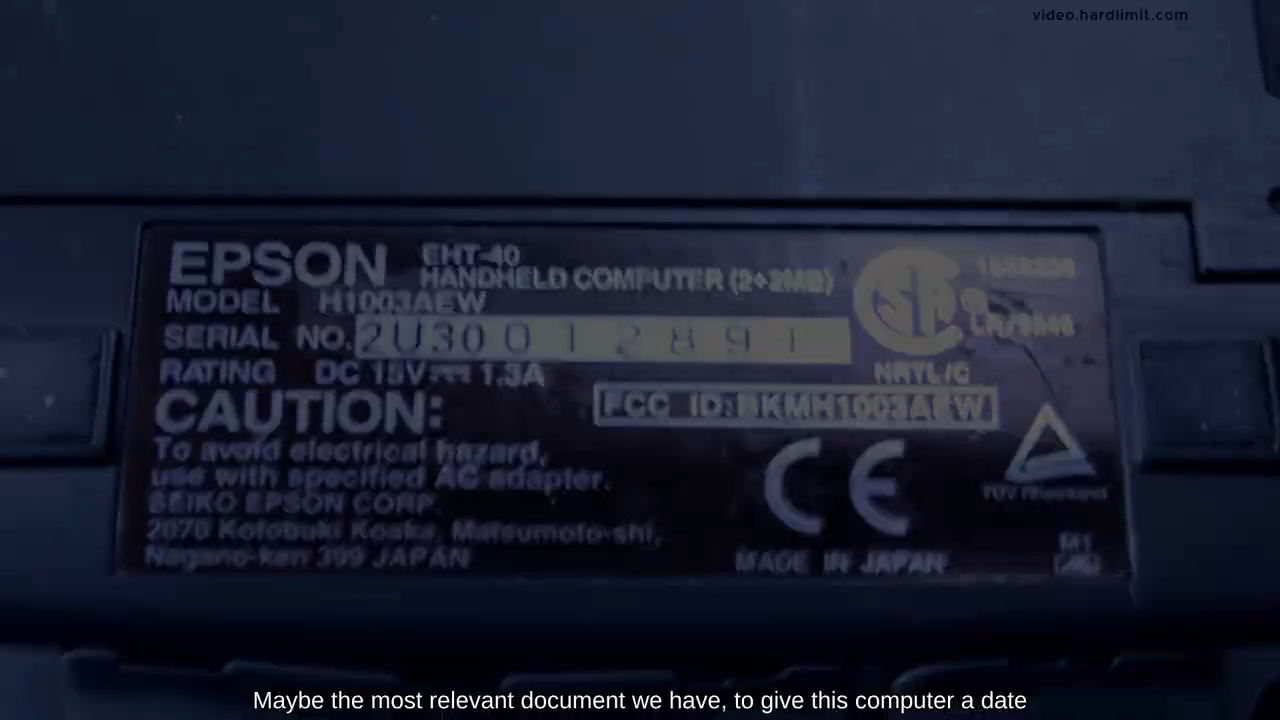 video.hardlimit.com
EPSON EHT-40
HANDHELD COMPUTER (2+2MB)
MODEL H1003AEW
SERIAL NO. 2U30012891
RATING DC 15V 1.3A
NRTL/C
CAUTION:
FCC ID:BKMH1003AEW
To avoid electrical hazard,
use with specified AC adapter.
SEIKO EPSON CORP.
TUV Rheinland
2070 Kotobuki Koaka, Matsumoto-shi,
Nagano-ken 399 JAPAN
CE
MADE IN JAPAN
M1
Maybe the most relevant document we have, to give this computer a date